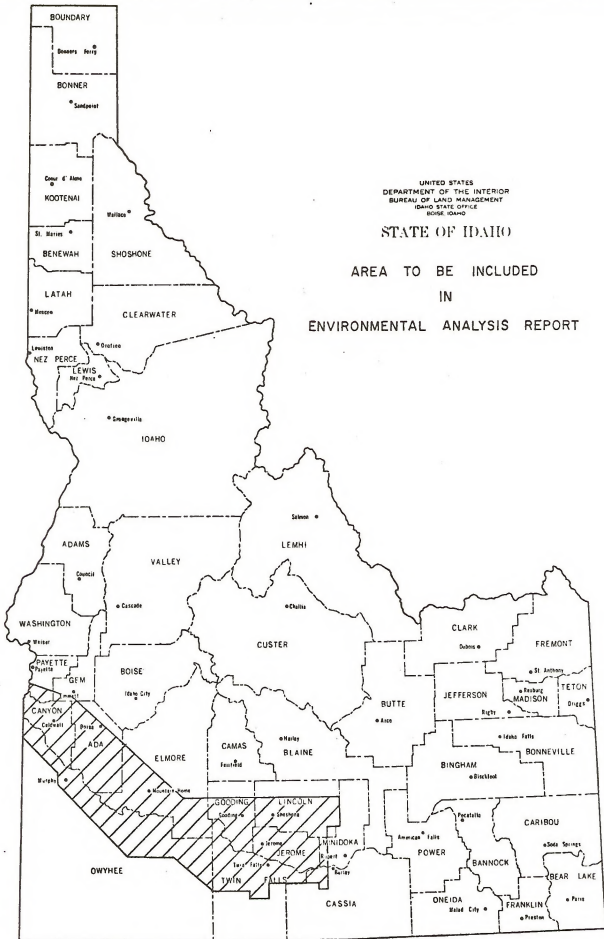 BOUNDARY
Bonners Ferry
BONNER
Sandpoint
Coeur d' Alene
KOOTENAI
Wallace
St. Maries
BENEWAH
SHOSHONE
UNITED STATES
DEPARTMENT OF THE INTERIOR
BUREAU OF LAND MANAGEMENT
IDAHO STATE OFFICE
BOISE, IDAHO
STATE OF IDAHO
AREA TO BE INCLUDED
IN
ENVIRONMENTAL ANALYSIS REPORT
LATAH
Moscow
CLEARWATER
Lewiston
NEZ PERCE
Orofino
LEWIS
Nez Perce
Grangeville
IDAHO
ADAMS
Council
VALLEY
Cascade
Salmon
LEMHI
WASHINGTON
Weiser
Challis
CUSTER
CLARK
Dubois
FREMONT
St. Anthony
PAYETTE
Payette
GEM
Emmett
BOISE
Idaho City
BUTTE
Arco
JEFFERSON
Rigby
MADISON
Rexburg
TETON
Driggs
CANYON
Caldwell
ADA
Boise
ELMORE
CAMAS
Fairfield
Hailey
BLAINE
Idaho Falls
BONNEVILLE
BINGHAM
Blackfoot
Murphy
Mountain Home
GOODING
Gooding
LINCOLN
Shoshone
Jerome
JEROME
MINIDOKA
Rupert
Burley
Twin Falls
TWIN FALLS
OWYHEE
CASSIA
American Falls
POWER
Pocatello
BANNOCK
CARIBOU
Soda Springs
BEAR LAKE
Paris
ONEIDA
Malad City
FRANKLIN
Preston